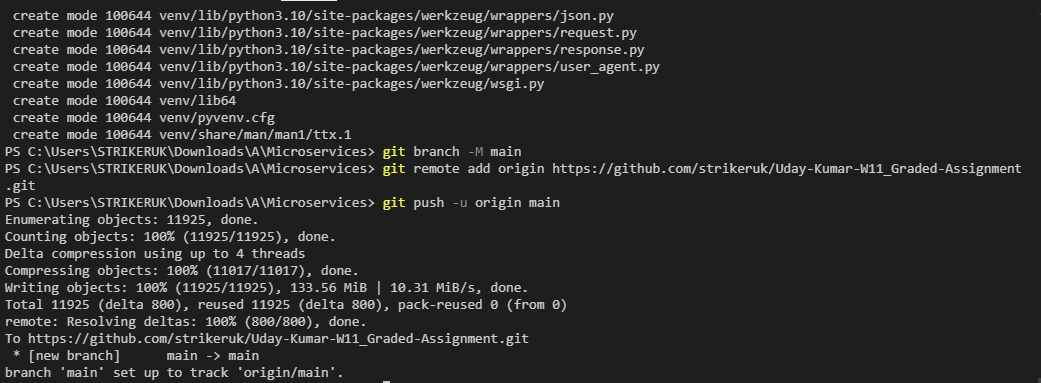 create mode 100644 venv/lib/python3.10/site-packages/werkzeug/wrappers/json.py
create mode 100644 venv/lib/python3.10/site-packages/werkzeug/wrappers/request.py
create mode 100644 venv/lib/python3.10/site-packages/werkzeug/wrappers/response.py
create mode 100644 venv/lib/python3.10/site-packages/werkzeug/wrappers/user_agent.py
create mode 100644 venv/lib/python3.10/site-packages/werkzeug/wsgi.py
create mode 100644 venv/lib64
create mode 100644 venv/pyvenv.cfg
create mode 100644 venv/share/man/man1/ttx.1
PS C:\Users\STRIKERUK\Downloads\A\Microservices> git branch -M main
PS C:\Users\STRIKERUK\Downloads\A\Microservices> git remote add origin https://github.com/strikeruk/Uday-Kumar-W11_Graded-Assignment
.git
PS C:\Users\STRIKERUK\Downloads\A\Microservices> git push -u origin main
Enumerating objects: 11925, done.
Counting objects: 100% (11925/11925), done.
Delta compression using up to 4 threads
Compressing objects: 100% (11017/11017), done.
Writing objects: 100% (11925/11925), 133.56 MiB | 10.31 MiB/s, done.
Total 11925 (delta 800), reused 11925 (delta 800), pack-reused 0 (from 0)
remote: Resolving deltas: 100% (800/800), done.
To https://github.com/strikeruk/Uday-Kumar-W11_Graded-Assignment.git
 * [new branch]      main -> main
branch 'main' set up to track 'origin/main'.